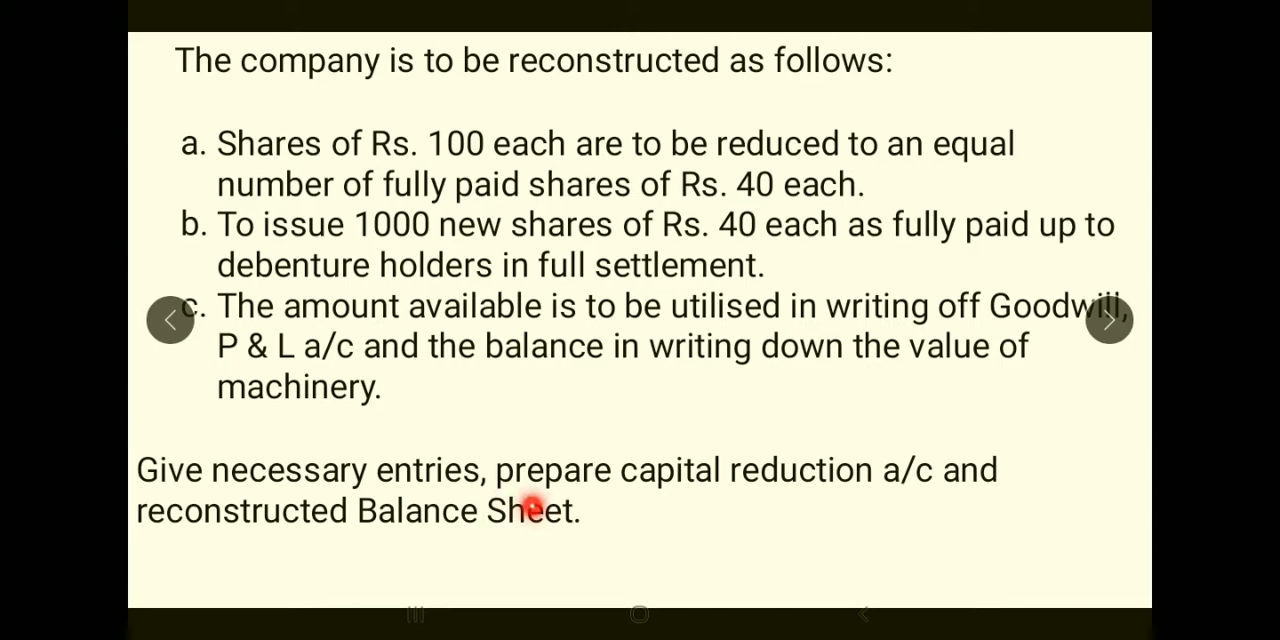 The company is to be reconstructed as follows:
a. Shares of Rs. 100 each are to be reduced to an equal
number of fully paid shares of Rs. 40 each.
b. To issue 1000 new shares of Rs. 40 each as fully paid up to
debenture holders in full settlement.
c. The amount available is to be utilised in writing off Goodwill,
P & L a/c and the balance in writing down the value of
machinery.
Give necessary entries, prepare capital reduction a/c and
reconstructed Balance Sheet.